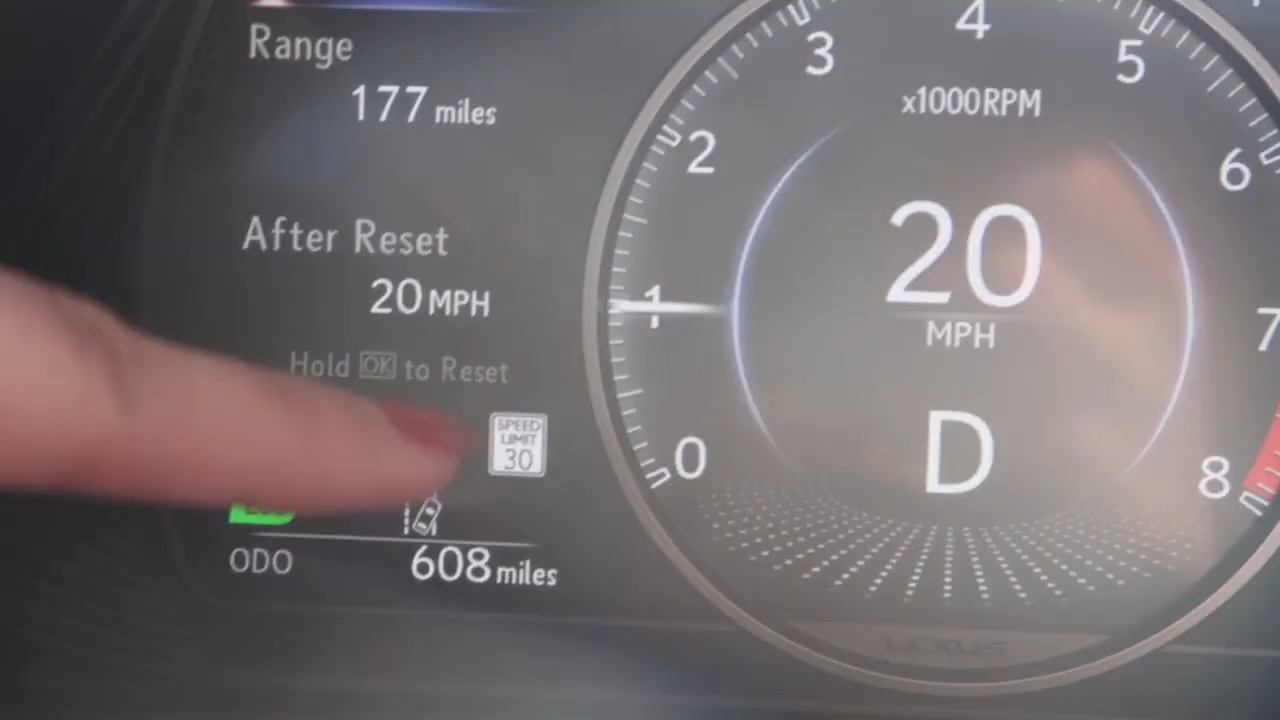 Range
177 miles
After Reset
20 MPH
Hold OK to Reset
SPEED
LIMIT
30
ODO
608 miles
0
1
2
3
4
5
6
7
8
x1000RPM
20
MPH
D
LEXUS